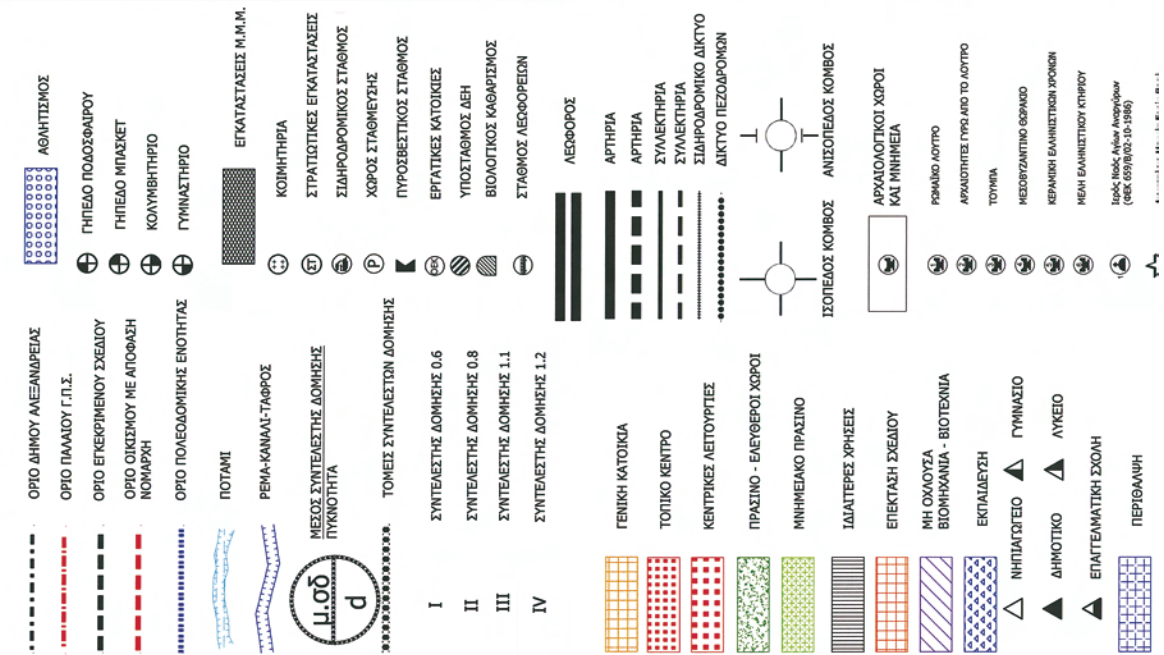 ΟΡΙΟ ΔΗΜΟΥ ΑΛΕΞΑΝΔΡΕΙΑΣ
ΟΡΙΟ ΠΑΛΑΙΟΥ Γ.Π.Σ.
ΟΡΙΟ ΕΓΚΕΚΡΙΜΕΝΟΥ ΣΧΕΔΙΟΥ
ΟΡΙΟ ΟΙΚΙΣΜΟΥ ΜΕ ΑΠΟΦΑΣΗ
ΝΟΜΑΡΧΗ
ΟΡΙΟ ΠΟΛΕΟΔΟΜΙΚΗΣ ΕΝΟΤΗΤΑΣ
ΠΟΤΑΜΙ
ΡΕΜΑ-ΚΑΝΑΛΙ-ΤΑΦΡΟΣ
μ.σδ
d
ΜΕΣΟΣ ΣΥΝΤΕΛΕΣΤΗΣ ΔΟΜΗΣΗΣ
ΠΥΚΝΟΤΗΤΑ
ΤΟΜΕΙΣ ΣΥΝΤΕΛΕΣΤΩΝ ΔΟΜΗΣΗΣ
I ΣΥΝΤΕΛΕΣΤΗΣ ΔΟΜΗΣΗΣ 0.6
II ΣΥΝΤΕΛΕΣΤΗΣ ΔΟΜΗΣΗΣ 0.8
III ΣΥΝΤΕΛΕΣΤΗΣ ΔΟΜΗΣΗΣ 1.1
IV ΣΥΝΤΕΛΕΣΤΗΣ ΔΟΜΗΣΗΣ 1.2
ΓΕΝΙΚΗ ΚΑΤΟΙΚΙΑ
ΤΟΠΙΚΟ ΚΕΝΤΡΟ
ΚΕΝΤΡΙΚΕΣ ΛΕΙΤΟΥΡΓΙΕΣ
ΠΡΑΣΙΝΟ - ΕΛΕΥΘΕΡΟΙ ΧΩΡΟΙ
ΜΝΗΜΕΙΑΚΟ ΠΡΑΣΙΝΟ
ΙΔΙΑΙΤΕΡΕΣ ΧΡΗΣΕΙΣ
ΕΠΕΚΤΑΣΗ ΣΧΕΔΙΟΥ
ΜΗ ΟΧΛΟΥΣΑ
ΒΙΟΜΗΧΑΝΙΑ - ΒΙΟΤΕΧΝΙΑ
ΕΚΠΑΙΔΕΥΣΗ
ΝΗΠΙΑΓΩΓΕΙΟ ΓΥΜΝΑΣΙΟ
ΔΗΜΟΤΙΚΟ ΛΥΚΕΙΟ
ΕΠΑΓΓΕΛΜΑΤΙΚΗ ΣΧΟΛΗ
ΠΕΡΙΘΑΛΨΗ
ΑΘΛΗΤΙΣΜΟΣ
ΓΗΠΕΔΟ ΠΟΔΟΣΦΑΙΡΟΥ
ΓΗΠΕΔΟ ΜΠΑΣΚΕΤ
ΚΟΛΥΜΒΗΤΗΡΙΟ
ΓΥΜΝΑΣΤΗΡΙΟ
ΕΓΚΑΤΑΣΤΑΣΕΙΣ Μ.Μ.Μ.
ΚΟΙΜΗΤΗΡΙΑ
ΣΤ ΣΤΡΑΤΙΩΤΙΚΕΣ ΕΓΚΑΤΑΣΤΑΣΕΙΣ
ΣΙΔΗΡΟΔΡΟΜΙΚΟΣ ΣΤΑΘΜΟΣ
P ΧΩΡΟΣ ΣΤΑΘΜΕΥΣΗΣ
ΠΥΡΟΣΒΕΣΤΙΚΟΣ ΣΤΑΘΜΟΣ
ΟΕΚ ΕΡΓΑΤΙΚΕΣ ΚΑΤΟΙΚΙΕΣ
ΥΠΟΣΤΑΘΜΟΣ ΔΕΗ
ΒΙΟΛΟΓΙΚΟΣ ΚΑΘΑΡΙΣΜΟΣ
ΣΤΑΘΜΟΣ ΛΕΩΦΟΡΕΙΩΝ
ΛΕΩΦΟΡΟΣ
ΑΡΤΗΡΙΑ
ΑΡΤΗΡΙΑ
ΣΥΛΛΕΚΤΗΡΙΑ
ΣΥΛΛΕΚΤΗΡΙΑ
ΣΙΔΗΡΟΔΡΟΜΙΚΟ ΔΙΚΤΥΟ
ΔΙΚΤΥΟ ΠΕΖΟΔΡΟΜΩΝ
ΙΣΟΠΕΔΟΣ ΚΟΜΒΟΣ ΑΝΙΣΟΠΕΔΟΣ ΚΟΜΒΟΣ
ΑΡΧΑΙΟΛΟΓΙΚΟΙ ΧΩΡΟΙ
ΚΑΙ ΜΝΗΜΕΙΑ
ΡΩΜΑΪΚΟ ΛΟΥΤΡΟ
ΑΡΧΑΙΟΤΗΤΕΣ ΓΥΡΩ ΑΠΟ ΤΟ ΛΟΥΤΡΟ
ΤΟΥΜΠΑ
ΜΕΣΟΒΥΖΑΝΤΙΝΟ ΘΩΡΑΚΙΟ
ΚΕΡΑΜΙΚΗ ΕΛΛΗΝΙΣΤΙΚΩΝ ΧΡΟΝΩΝ
ΜΕΛΗ ΕΛΛΗΝΙΣΤΙΚΟΥ ΚΤΗΡΙΟΥ
Ιερός Ναός Αγίων Αναργύρων
(ΦΕΚ 659/Β/02-10-1986)